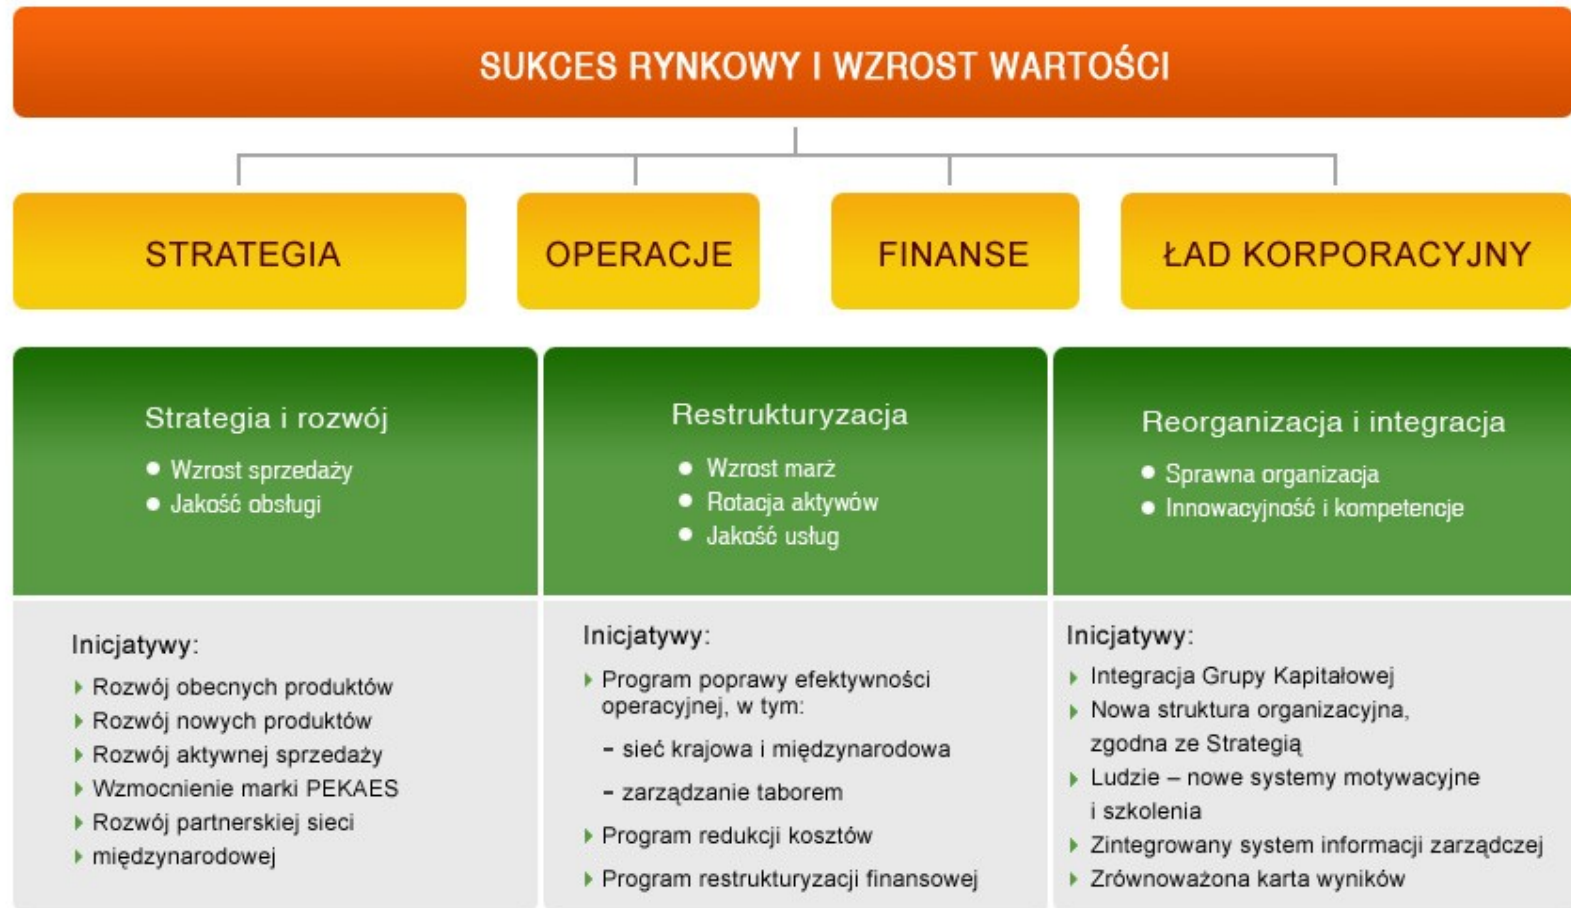 SUKCES RYNKOWY I WZROST WARTOŚCI
STRATEGIA
OPERACJE
FINANSE
ŁAD KORPORACYJNY
Strategia i rozwój
● Wzrost sprzedaży
● Jakość obsługi
Restrukturyzacja
● Wzrost marż
● Rotacja aktywów
● Jakość usług
Reorganizacja i integracja
● Sprawna organizacja
● Innowacyjność i kompetencje
Inicjatywy:
Rozwój obecnych produktów
Rozwój nowych produktów
Rozwój aktywnej sprzedaży
Wzmocnienie marki PEKAES
Rozwój partnerskiej sieci
międzynarodowej
Inicjatywy:
Program poprawy efektywności
operacyjnej, w tym:
– sieć krajowa i międzynarodowa
– zarządzanie taborem
Program redukcji kosztów
Program restrukturyzacji finansowej
Inicjatywy:
Integracja Grupy Kapitałowej
Nowa struktura organizacyjna,
zgodna ze Strategią
Ludzie – nowe systemy motywacyjne
i szkolenia
Zintegrowany system informacji zarządczej
Zrównoważona karta wyników